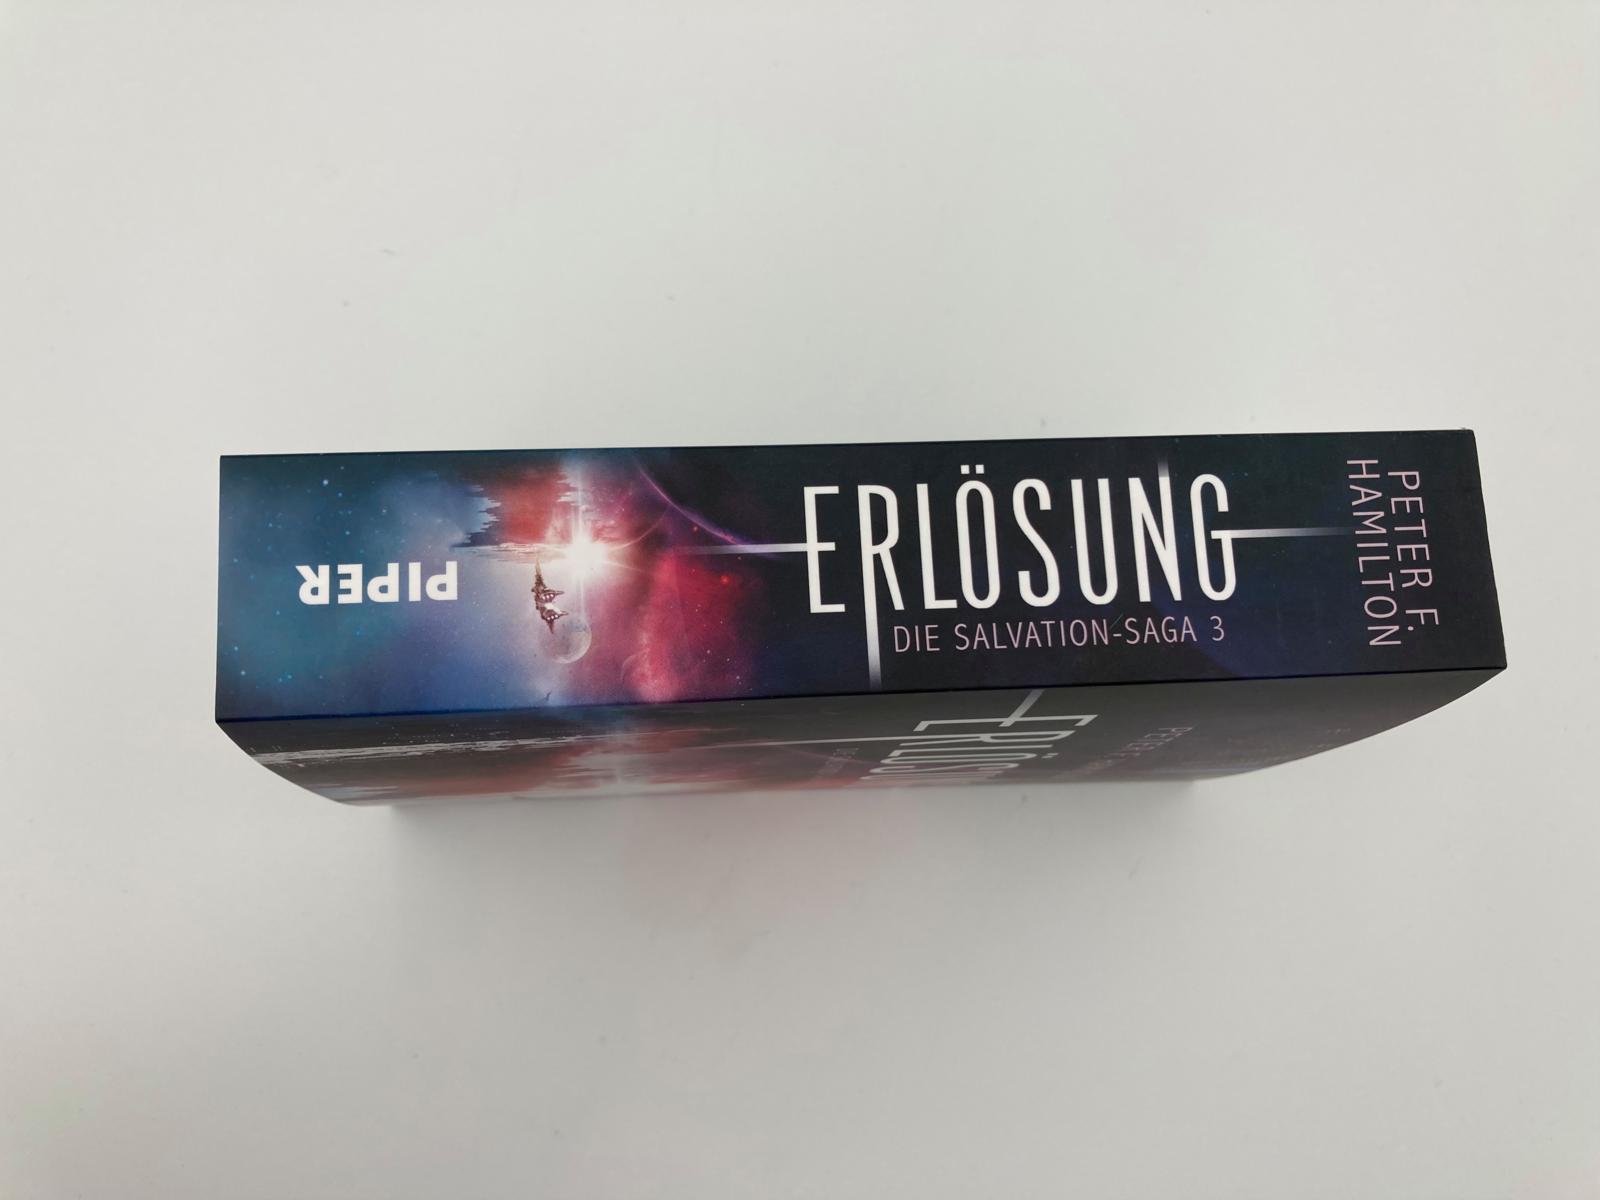 PETER F.
HAMILTON
ERLÖSUNG
DIE SALVATION-SAGA 3
PIPER